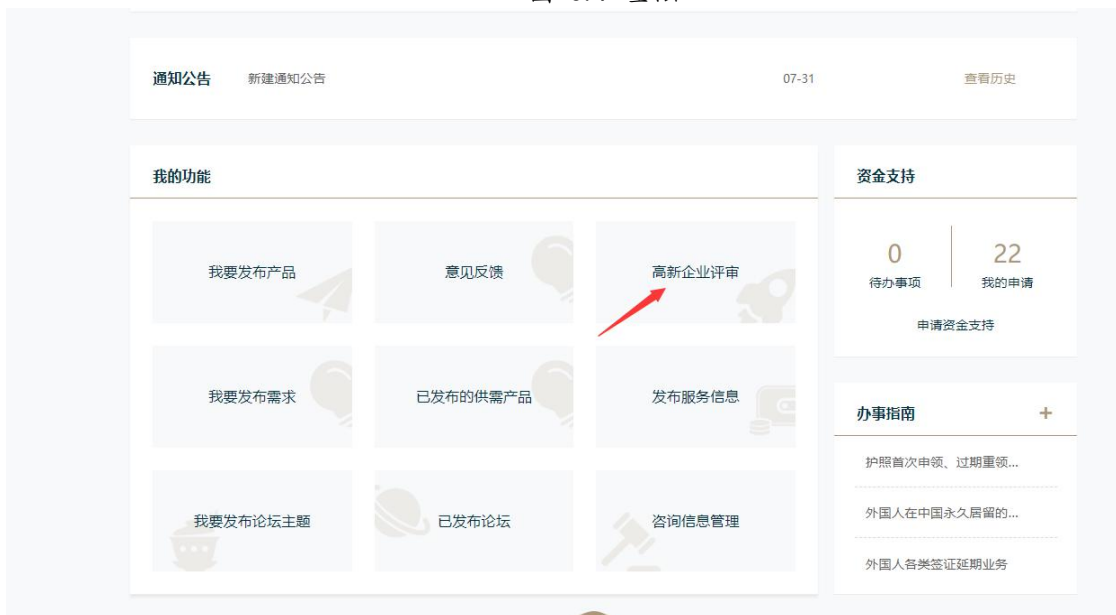 通知公告 新建通知公告 07-31 查看历史
我的功能
我要发布产品 意见反馈 高新企业评审
我要发布需求 已发布的供需产品 发布服务信息
我要发布论坛主题 已发布论坛 咨询信息管理
资金支持
0 22
待办事项 我的申请
申请资金支持
办事指南 +
护照首次申领、过期重领...
外国人在中国永久居留的...
外国人各类签证延期业务